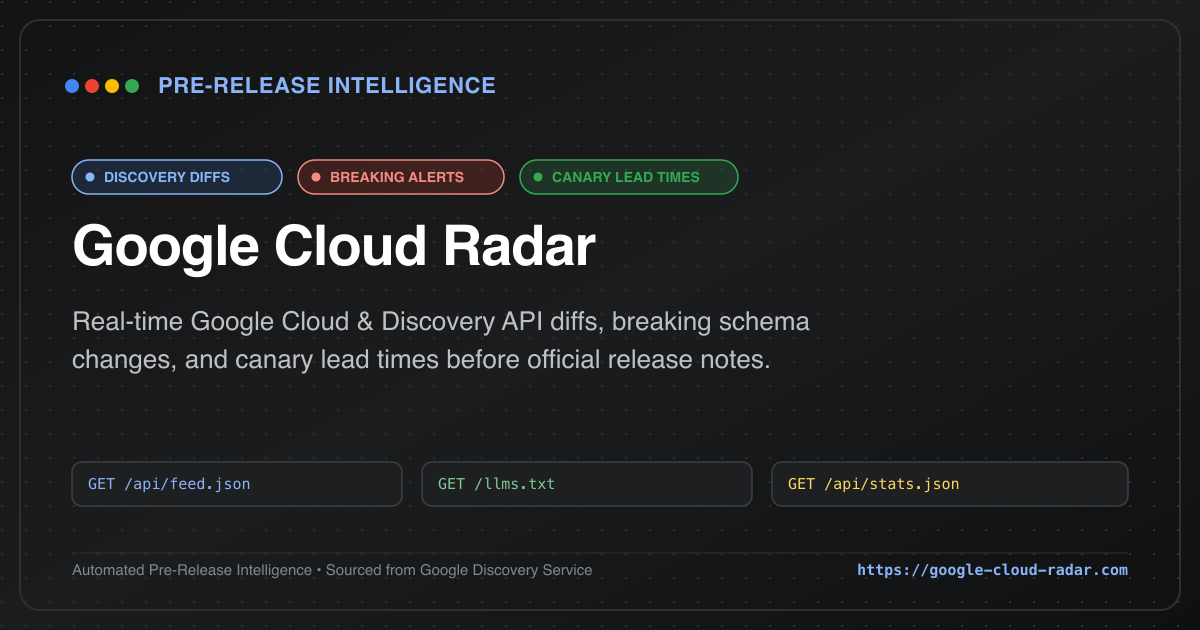 PRE-RELEASE INTELLIGENCE
DISCOVERY DIFFS
BREAKING ALERTS
CANARY LEAD TIMES
Google Cloud Radar
Real-time Google Cloud & Discovery API diffs, breaking schema
changes, and canary lead times before official release notes.
GET /api/feed.json
GET /llms.txt
GET /api/stats.json
Automated Pre-Release Intelligence • Sourced from Google Discovery Service
https://google-cloud-radar.com